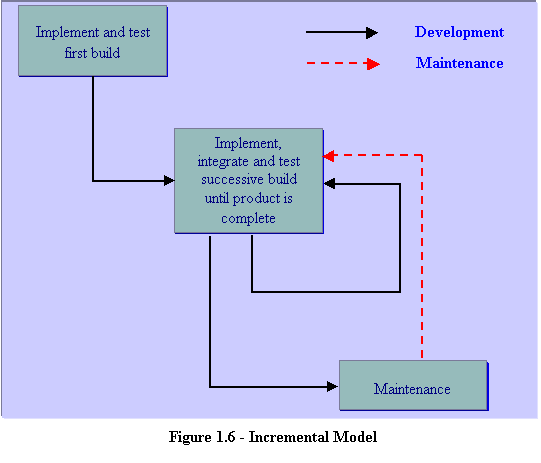 Implement and test
first build
Development
Maintenance
Implement,
integrate and test
successive build
until product is
complete
Maintenance
Figure 1.6 - Incremental Model